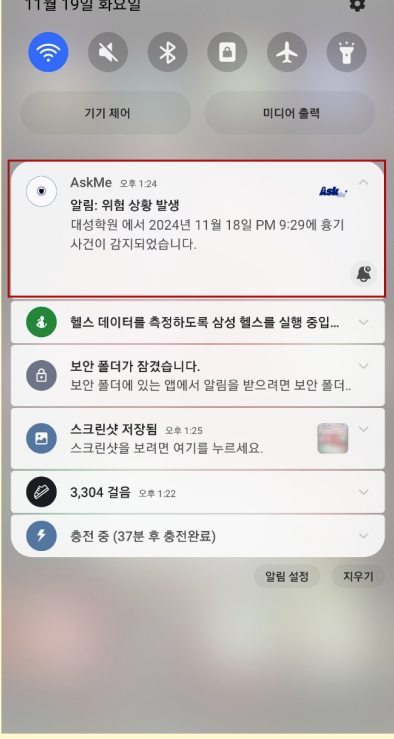 11월 19일 화요일
기기 제어
미디어 출력
AskMe 오후 1:24
Ask
알림: 위험 상황 발생
대성학원 에서 2024년 11월 18일 PM 9:29에 흉기
사건이 감지되었습니다.
헬스 데이터를 측정하도록 삼성 헬스를 실행 중입...
보안 폴더가 잠겼습니다.
보안 폴더에 있는 앱에서 알림을 받으려면 보안 폴더..
스크린샷 저장됨 오후 1:25
스크린샷을 보려면 여기를 누르세요.
3,304 걸음 오후 1:22
충전 중 (37분 후 충전완료)
알림 설정
지우기